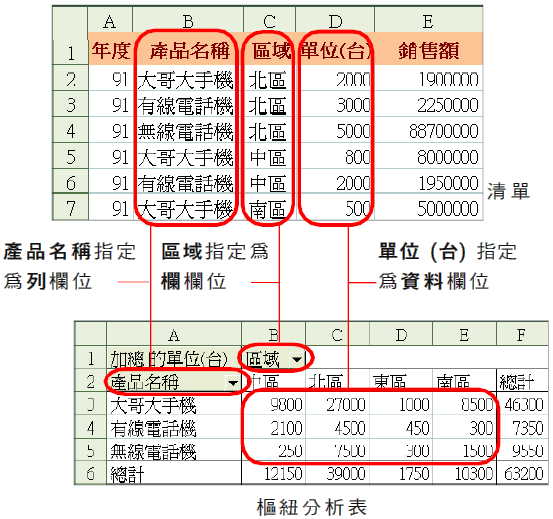 A B C D E
1 年度 產品名稱 區域 單位(台) 銷售額
2 91 大哥大手機 北區 2000 1900000
3 91 有線電話機 北區 3000 2250000
4 91 無線電話機 北區 5000 88700000
5 91 大哥大手機 中區 800 8000000
6 91 有線電話機 中區 2000 1950000
7 91 大哥大手機 南區 500 5000000
清單
產品名稱指定
為列欄位
區域指定為
欄欄位
單位 (台) 指定
為資料欄位
A B C D E F
1 加總 的單位(台) 區域
2 產品名稱 中區 北區 東區 南區 總計
3 大哥大手機 9800 27000 1000 8500 46300
4 有線電話機 2100 4500 450 300 7350
5 無線電話機 250 7500 300 1500 9550
6 總計 12150 39000 1750 10300 63200
樞紐分析表